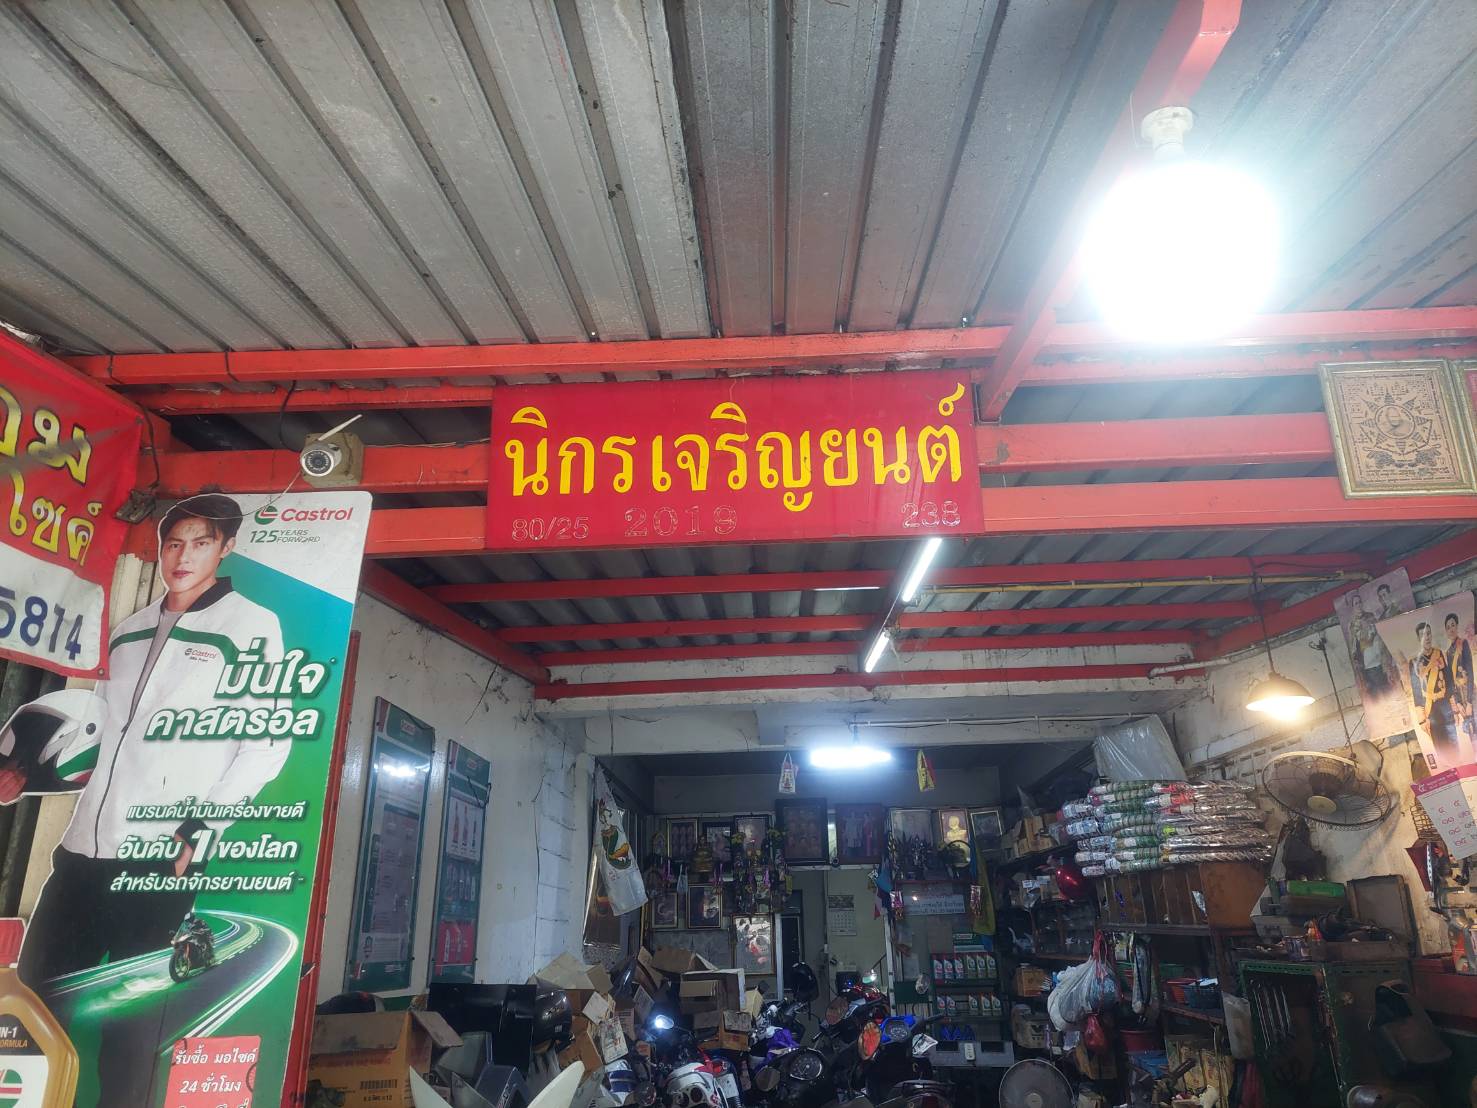 นิกรเจริญยนต์
80/25 2019 238
ไซค์
5814
Castrol
125 YEARS FORWARD
Castrol
มั่นใจ
คาสตรอล
แบรนด์น้ำมันเครื่องขายดี
อันดับ 1 ของโลก
สำหรับรถจักรยานยนต์
รับซื้อ มอไซค์
24 ชั่วโมง